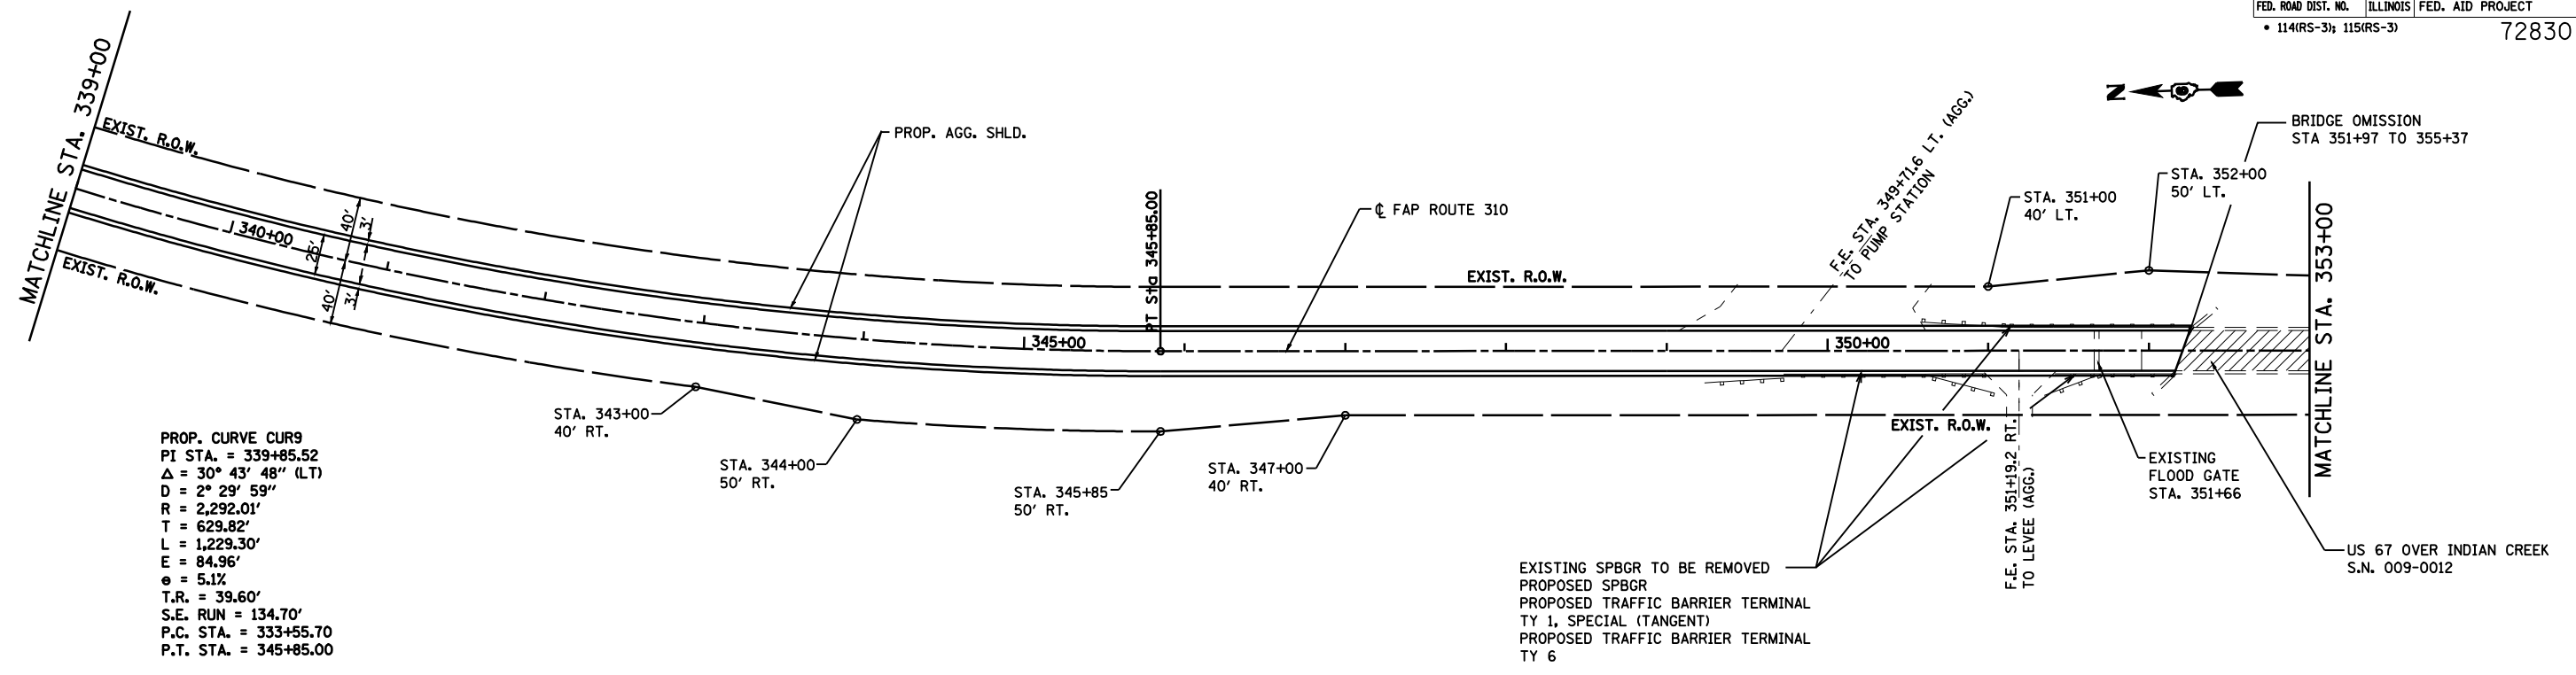 FED. ROAD DIST. NO. ILLINOIS FED. AID PROJECT
• 114(RS-3); 115(RS-3)
72830
MATCHLINE STA. 339+00
EXIST. R.O.W.
EXIST. R.O.W.
340+00
25'
40'
3'
40'
3'
PROP. AGG. SHLD.
PT Sta 345+85.00
345+00
℄ FAP ROUTE 310
EXIST. R.O.W.
F.E. STA. 349+71.6 LT. (AGG.)
TO PUMP STATION
350+00
N
STA. 351+00
40' LT.
STA. 352+00
50' LT.
BRIDGE OMISSION
STA 351+97 TO 355+37
MATCHLINE STA. 353+00
STA. 343+00
40' RT.
STA. 344+00
50' RT.
STA. 345+85
50' RT.
STA. 347+00
40' RT.
EXIST. R.O.W.
F.E. STA. 351+19.2 RT.
TO LEVEE (AGG.)
EXISTING
FLOOD GATE
STA. 351+66
US 67 OVER INDIAN CREEK
S.N. 009-0012
EXISTING SPBGR TO BE REMOVED
PROPOSED SPBGR
PROPOSED TRAFFIC BARRIER TERMINAL
TY 1, SPECIAL (TANGENT)
PROPOSED TRAFFIC BARRIER TERMINAL
TY 6
PROP. CURVE CUR9
PI STA. = 339+85.52
Δ = 30° 43' 48" (LT)
D = 2° 29' 59"
R = 2,292.01'
T = 629.82'
L = 1,229.30'
E = 84.96'
e = 5.1%
T.R. = 39.60'
S.E. RUN = 134.70'
P.C. STA. = 333+55.70
P.T. STA. = 345+85.00